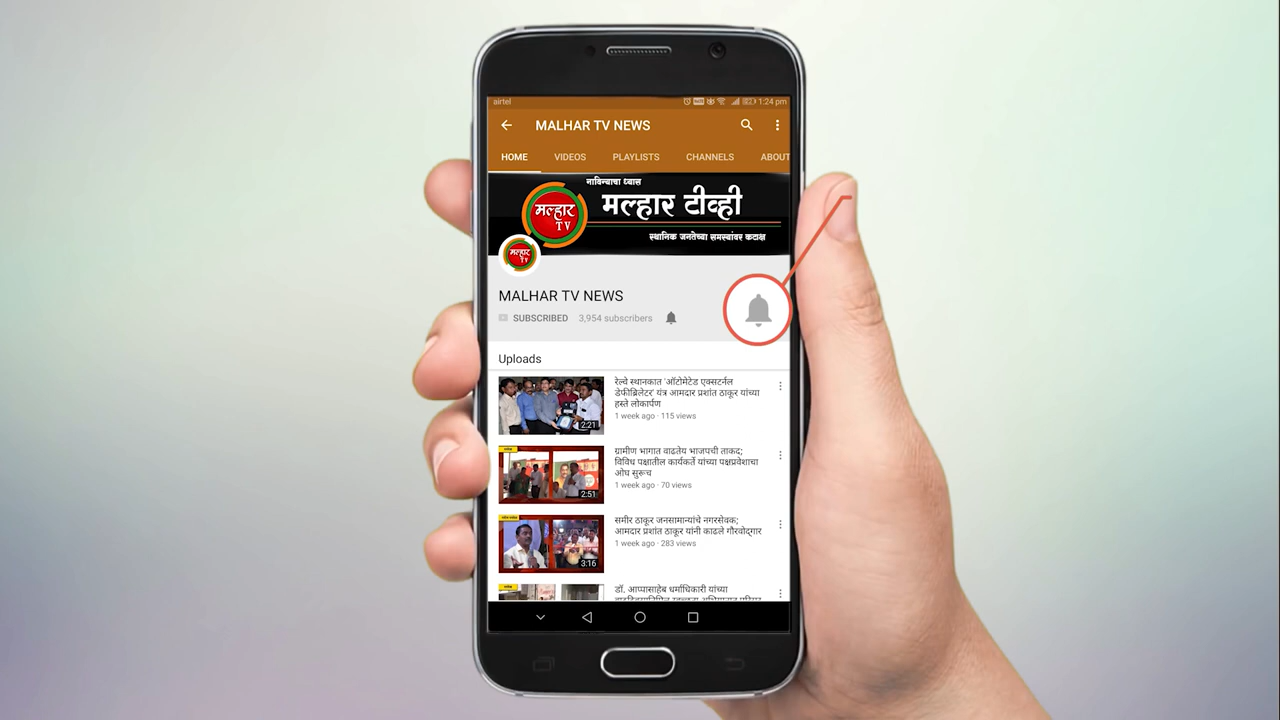 airtel
1:24 pm
MALHAR TV NEWS
HOME VIDEOS PLAYLISTS CHANNELS ABOUT
नाविन्याचा ध्यास
मल्हार टीव्ही
मल्हार
TV
स्थानिक जनतेच्या समस्यांवर कटाक्ष
मल्हार
TV
MALHAR TV NEWS
SUBSCRIBED 3,954 subscribers
Uploads
रेल्वे स्थानकात 'ऑटोमेटेड एक्सटर्नल
डेफीब्रिलेटर' यंत्र आमदार प्रशांत ठाकूर यांच्या
हस्ते लोकार्पण
1 week ago · 115 views
2:21
ग्रामीण भागात वाढतेय भाजपची ताकद;
विविध पक्षातील कार्यकर्ते यांच्या पक्षप्रवेशाचा
ओघ सुरूच
1 week ago · 70 views
2:51
समीर ठाकूर जनसामान्यांचे नगरसेवक;
आमदार प्रशांत ठाकूर यांनी काढले गौरवोद्गार
1 week ago · 283 views
3:16
डॉ. आप्पासाहेब धर्माधिकारी यांच्या